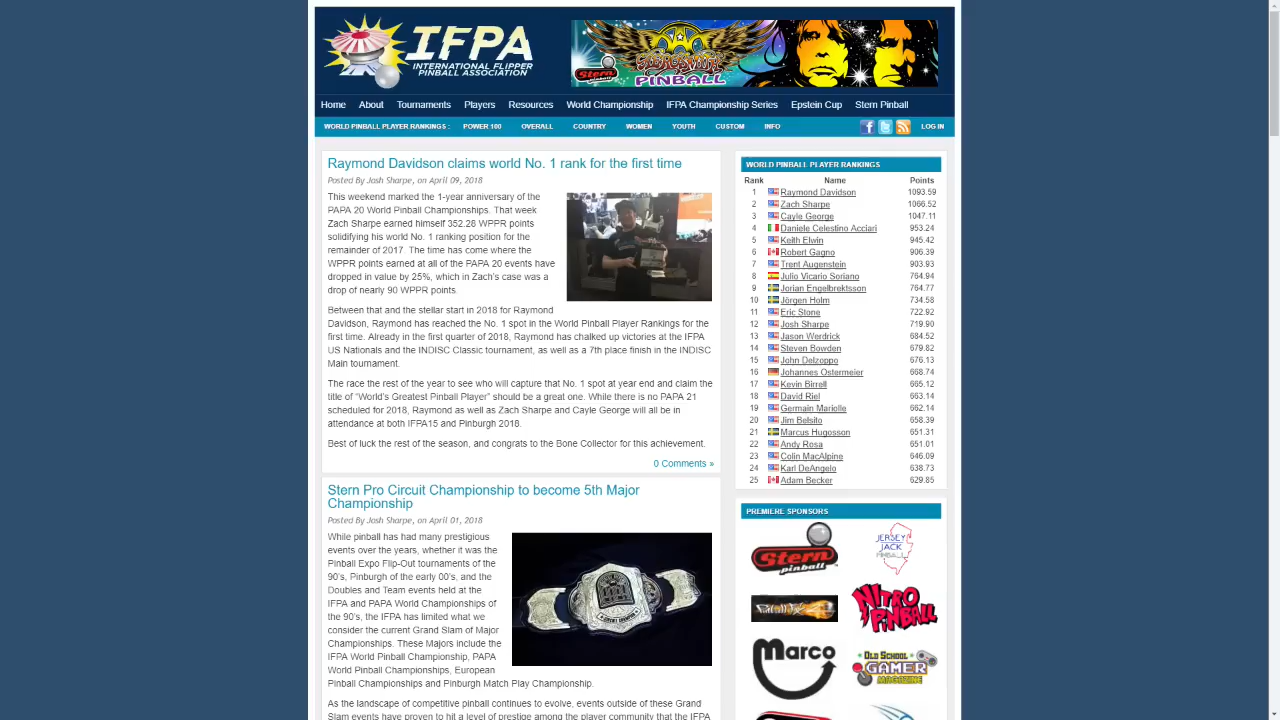 IFPA
INTERNATIONAL FLIPPER
PINBALL ASSOCIATION
Stern
AEROSMITH
PINBALL
Home About Tournaments Players Resources World Championship IFPA Championship Series Epstein Cup Stern Pinball
WORLD PINBALL PLAYER RANKINGS : POWER 100 OVERALL COUNTRY WOMEN YOUTH CUSTOM INFO LOG IN
Raymond Davidson claims world No. 1 rank for the first time
Posted By Josh Sharpe, on April 09, 2018
This weekend marked the 1-year anniversary of the
PAPA 20 World Pinball Championships. That week
Zach Sharpe earned himself 352.28 WPPR points
solidifying his world No. 1 ranking position for the
remainder of 2017. The time has come were the
WPPR points earned at all of the PAPA 20 events have
dropped in value by 25%, which in Zach's case was a
drop of nearly 90 WPPR points.
Between that and the stellar start in 2018 for Raymond
Davidson, Raymond has reached the No. 1 spot in the World Pinball Player Rankings for the
first time. Already in the first quarter of 2018, Raymond has chalked up victories at the IFPA
US Nationals and the INDISC Classic tournament, as well as a 7th place finish in the INDISC
Main tournament.
The race the rest of the year to see who will capture that No. 1 spot at year end and claim the
title of “World's Greatest Pinball Player” should be a great one. While there is no PAPA 21
scheduled for 2018, Raymond as well as Zach Sharpe and Cayle George will all be in
attendance at both IFPA15 and Pinburgh 2018.
Best of luck the rest of the season, and congrats to the Bone Collector for this achievement.
0 Comments »
Stern Pro Circuit Championship to become 5th Major
Championship
Posted By Josh Sharpe, on April 01, 2018
While pinball has had many prestigious
events over the years, whether it was the
Pinball Expo Flip-Out tournaments of the
90's, Pinburgh of the early 00's, and the
Doubles and Team events held at the
IFPA and PAPA World Championships of
the 90's, the IFPA has limited what we
consider the current Grand Slam of Major
Championships. These Majors include the
IFPA World Pinball Championship, PAPA
World Pinball Championships, European
Pinball Championships and Pinburgh Match Play Championship.
As the landscape of competitive pinball continues to evolve, events outside of these Grand
Slam events have proven to hit a level of prestige among the player community that the IFPA
WORLD PINBALL PLAYER RANKINGS
Rank Name Points
1 Raymond Davidson 1093.59
2 Zach Sharpe 1066.52
3 Cayle George 1047.11
4 Daniele Celestino Acciari 953.24
5 Keith Elwin 945.42
6 Robert Gagno 906.39
7 Trent Augenstein 903.93
8 Julio Vicario Soriano 764.94
9 Jorian Engelbrektsson 764.77
10 Jörgen Holm 734.58
11 Eric Stone 722.92
12 Josh Sharpe 719.90
13 Jason Werdrick 684.52
14 Steven Bowden 679.82
15 John Delzoppo 676.13
16 Johannes Ostermeier 668.74
17 Kevin Birrell 665.12
18 David Riel 663.14
19 Germain Mariolle 662.14
20 Jim Belsito 658.39
21 Marcus Hugosson 651.31
22 Andy Rosa 651.01
23 Colin MacAlpine 646.09
24 Karl DeAngelo 638.73
25 Adam Becker 629.85
PREMIERE SPONSORS
Stern
pinball
JERSEY
JACK
PINBALL
NITRO
PINBALL
Marco
OLD SCHOOL
GAMER
MAGAZINE